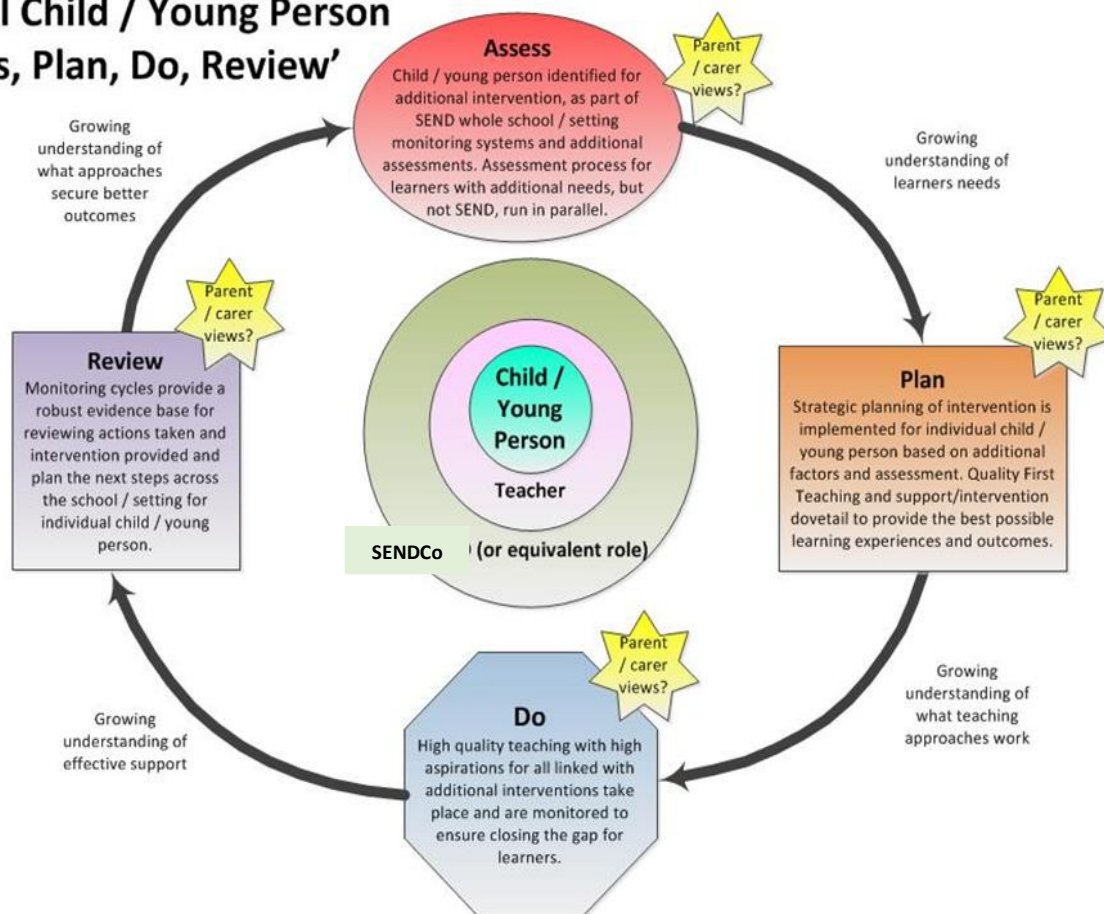 l Child / Young Person
s, Plan, Do, Review’
Assess
Child / young person identified for
additional intervention, as part of
SEND whole school / setting
monitoring systems and additional
assessments. Assessment process for
learners with additional needs, but
not SEND, run in parallel.
Parent
/ carer
views?
Growing
understanding of
learners needs
Parent
/ carer
views?
Plan
Strategic planning of intervention is
implemented for individual child /
young person based on additional
factors and assessment. Quality First
Teaching and support/intervention
dovetail to provide the best possible
learning experiences and outcomes.
Growing
understanding of
what teaching
approaches work
Parent
/ carer
views?
Do
High quality teaching with high
aspirations for all linked with
additional interventions take
place and are monitored to
ensure closing the gap for
learners.
Growing
understanding of
effective support
Parent
/ carer
views?
Review
Monitoring cycles provide a
robust evidence base for
reviewing actions taken and
intervention provided and
plan the next steps across
the school / setting for
individual child / young
person.
Growing
understanding of
what approaches
secure better
outcomes
Child /
Young
Person
Teacher
SENDCo (or equivalent role)